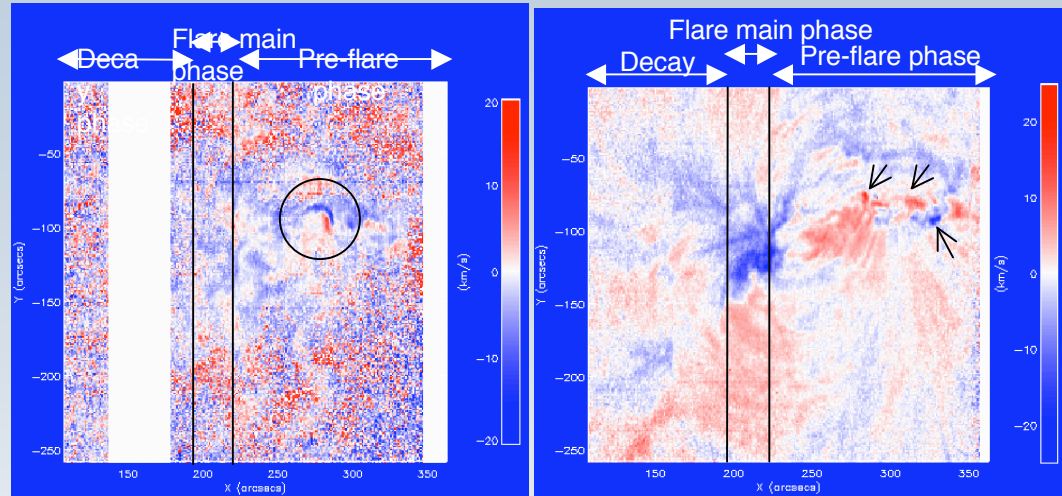 Flare main
phase
Deca
y
phase
Pre-flare
phase
20
10
0
-10
-20
(km/s)
-50
-100
-150
-200
-250
Y (arcsecs)
150
200
250
300
350
X (arcsecs)
Flare main phase
Decay
Pre-flare phase
20
10
0
-10
-20
(km/s)
-50
-100
-150
-200
-250
Y (arcsecs)
150
200
250
300
350
X (arcsecs)